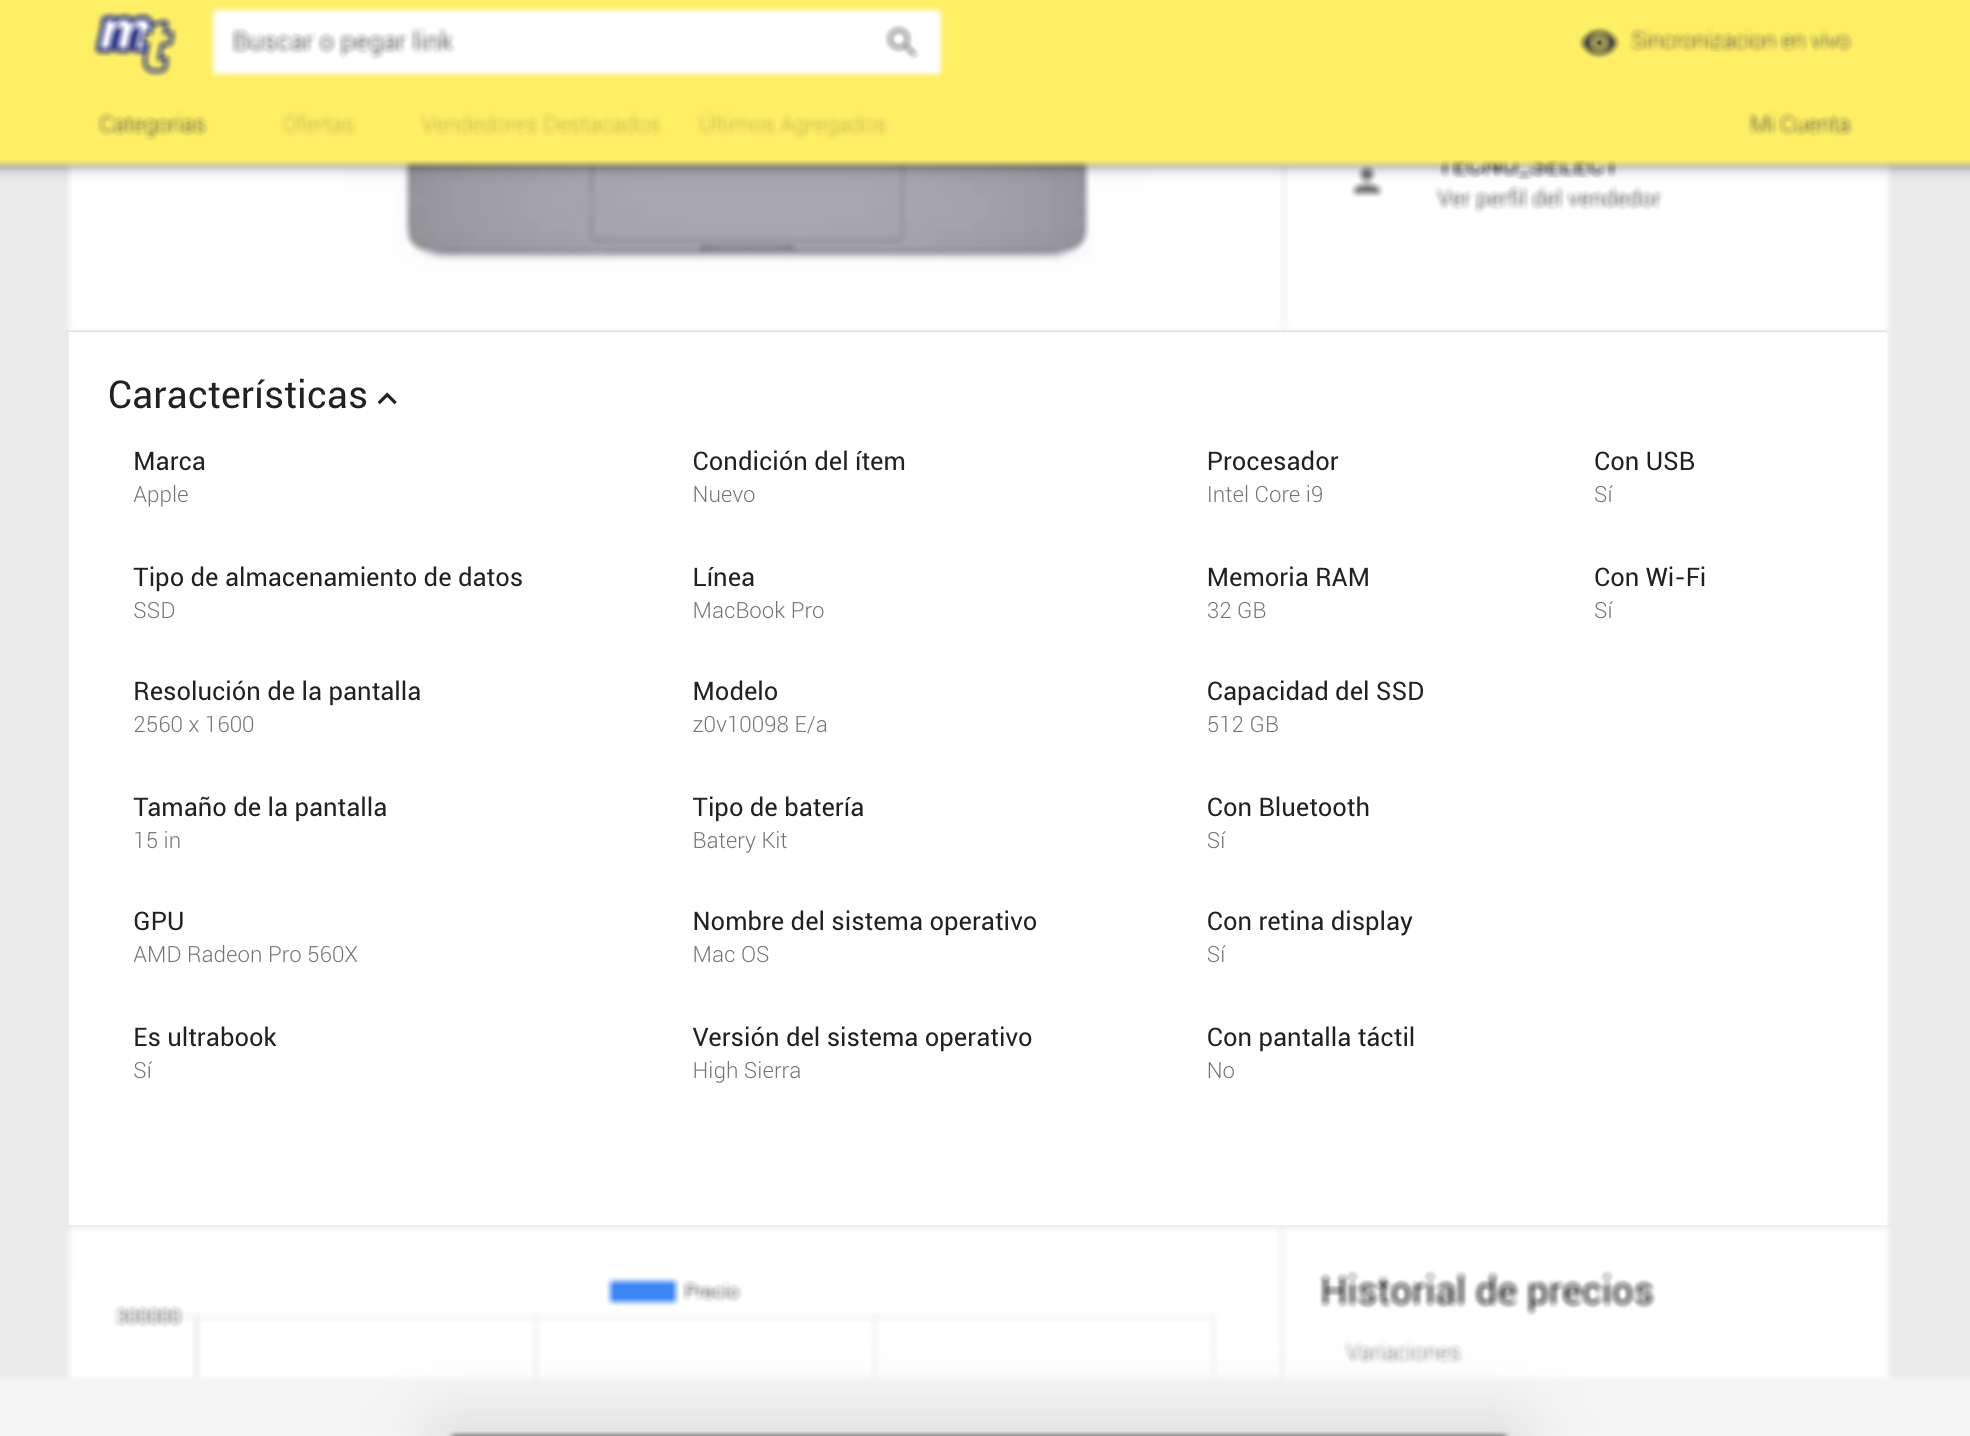 mt
Buscar o pegar link
Sincronizacion en vivo
Categorias
Ofertas
Vendedores Destacados
Últimos Agregados
Mi Cuenta
TECNO_SELECT
Ver perfil del vendedor
Características
Marca
Apple
Condición del ítem
Nuevo
Procesador
Intel Core i9
Con USB
Sí
Tipo de almacenamiento de datos
SSD
Línea
MacBook Pro
Memoria RAM
32 GB
Con Wi-Fi
Sí
Resolución de la pantalla
2560 x 1600
Modelo
z0v10098 E/a
Capacidad del SSD
512 GB
Tamaño de la pantalla
15 in
Tipo de batería
Batery Kit
Con Bluetooth
Sí
GPU
AMD Radeon Pro 560X
Nombre del sistema operativo
Mac OS
Con retina display
Sí
Es ultrabook
Sí
Versión del sistema operativo
High Sierra
Con pantalla táctil
No
Precio
300000
Historial de precios
Variaciones